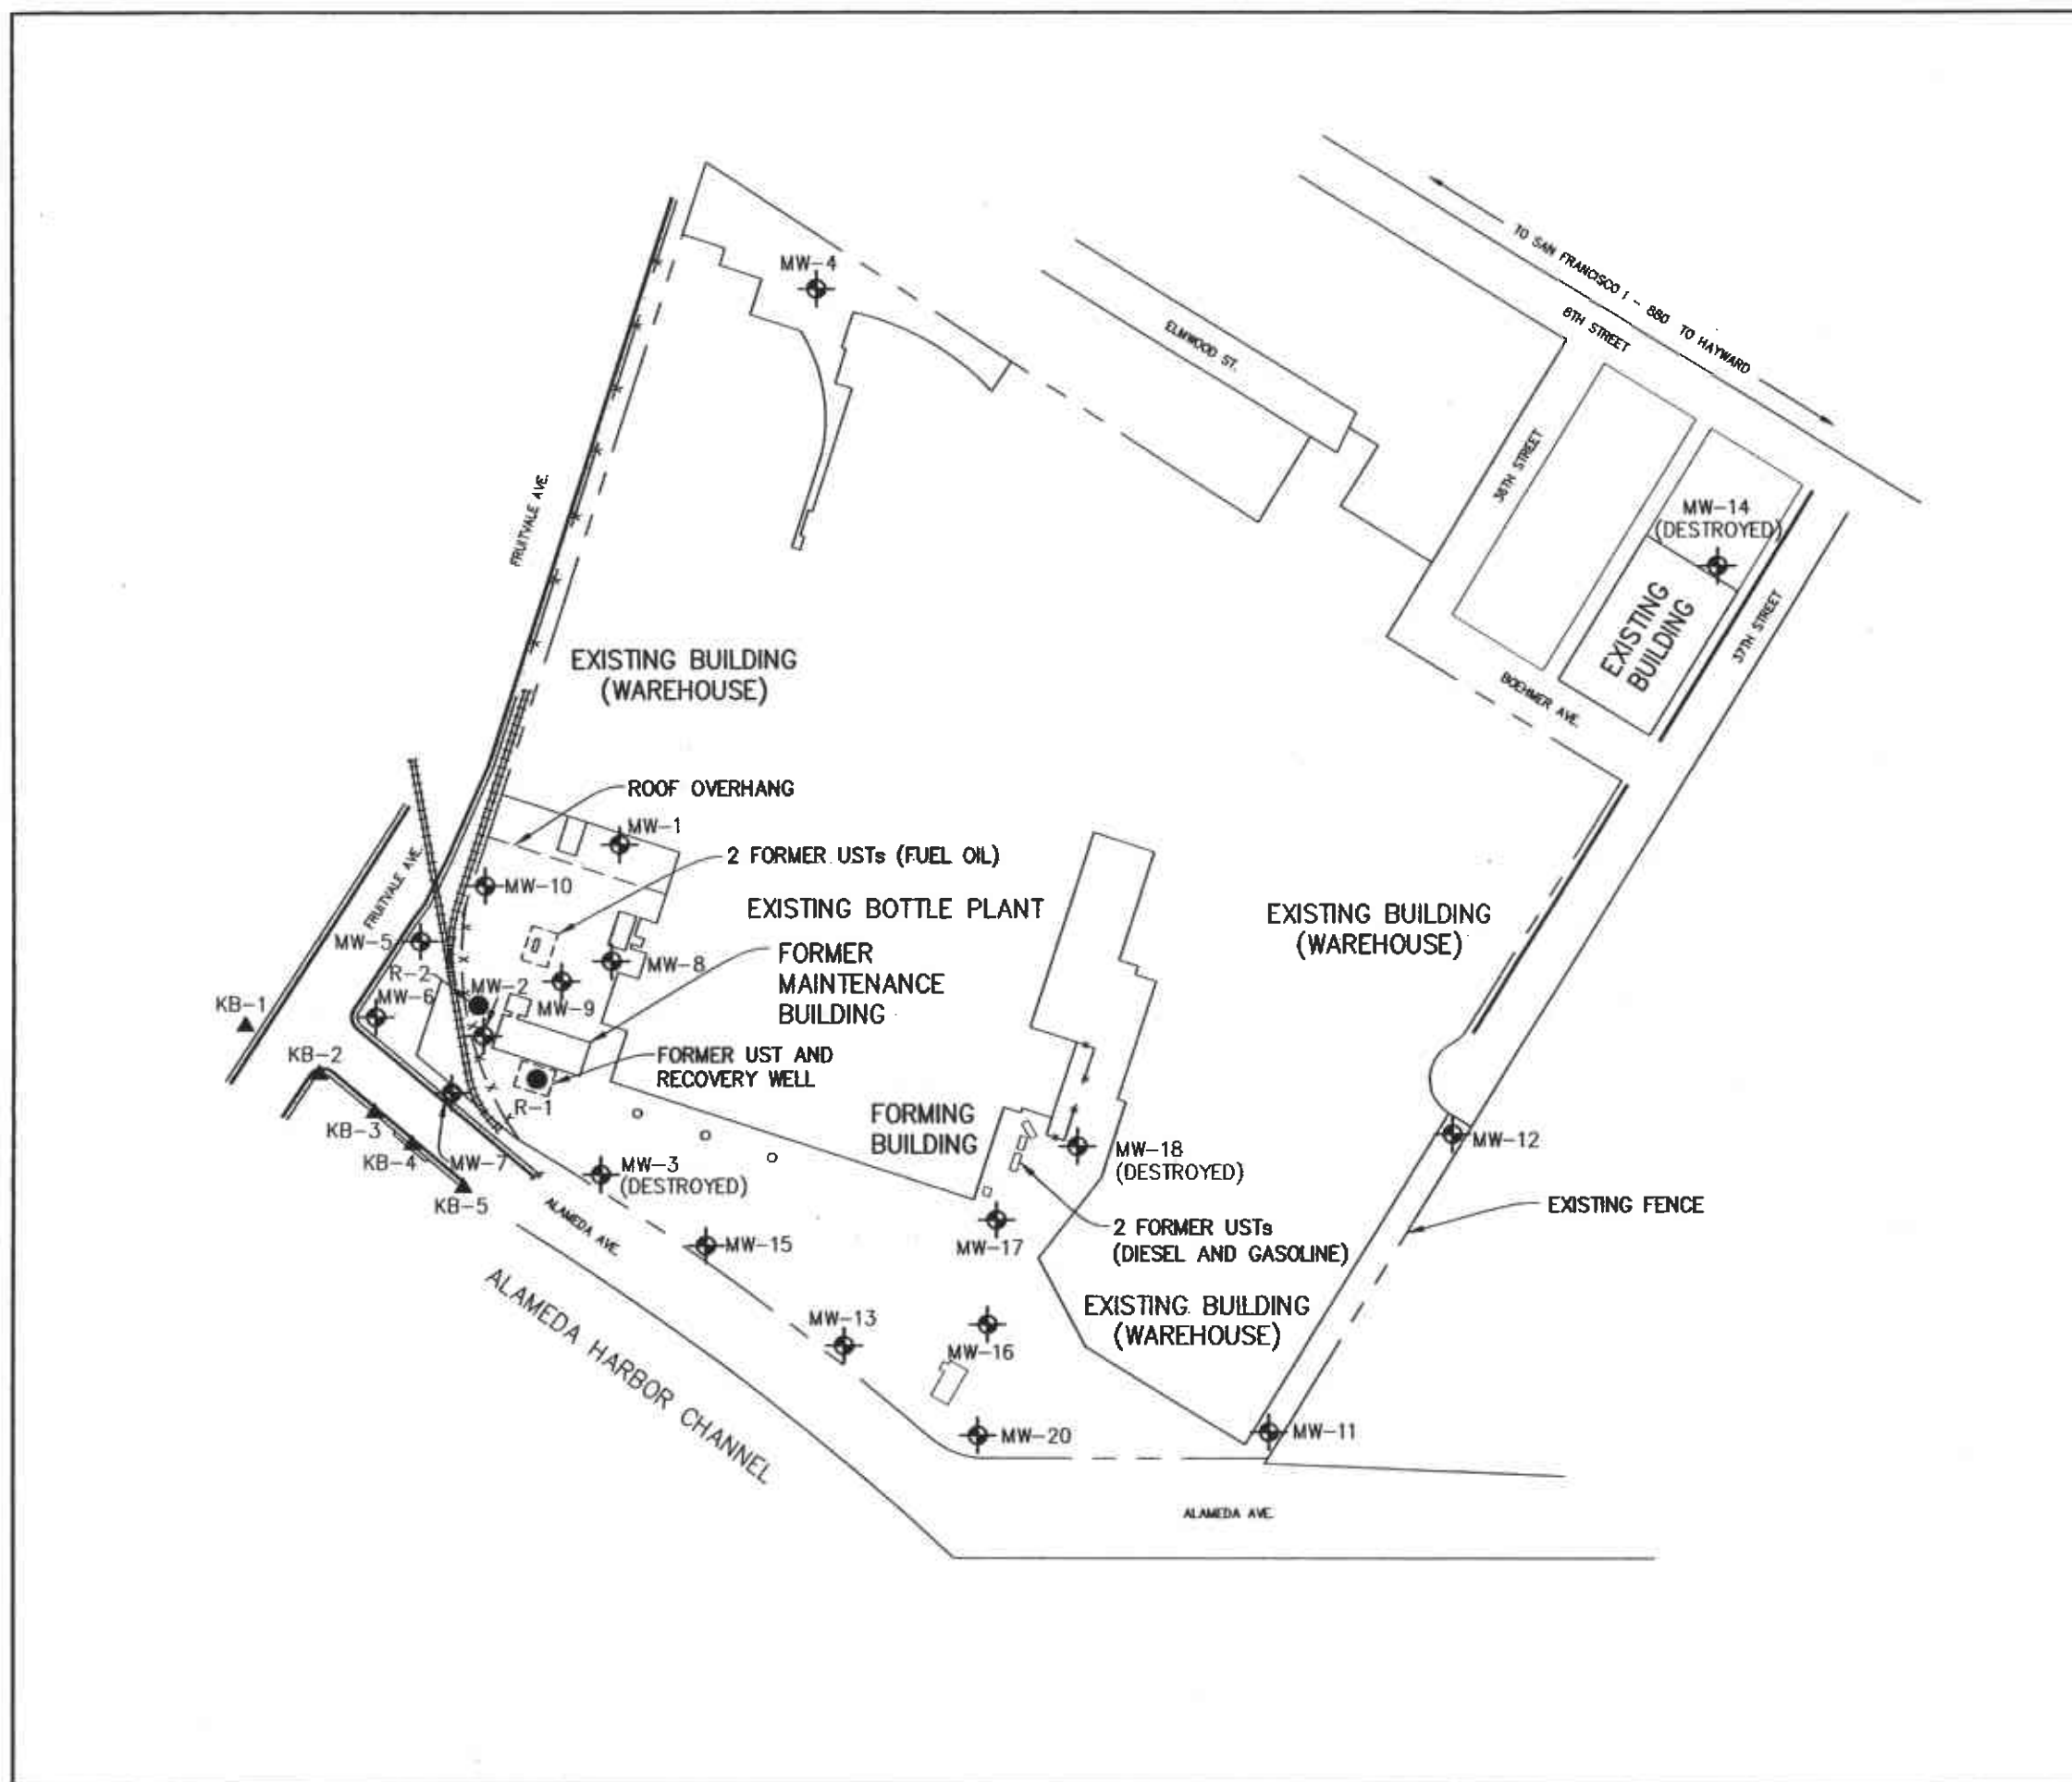 TO SAN FRANCISCO I - 880 TO HAYWARD
8TH STREET
MW-4
ELMWOOD ST.
38TH STREET
MW-14
(DESTROYED)
FRUITVALE AVE.
EXISTING
BUILDING
37TH STREET
EXISTING BUILDING
(WAREHOUSE)
BOEHMER AVE.
ROOF OVERHANG
MW-1
2 FORMER USTs (FUEL OIL)
FRUITVALE AVE.
MW-10
EXISTING BOTTLE PLANT
EXISTING BUILDING
(WAREHOUSE)
MW-5
MW-8
FORMER
MAINTENANCE
BUILDING
R-2
MW-2
MW-6
MW-9
KB-1
KB-2
FORMER UST AND
RECOVERY WELL
R-1
FORMING
BUILDING
KB-3
KB-4
MW-7
MW-3
(DESTROYED)
MW-18
(DESTROYED)
MW-12
KB-5
ALAMEDA AVE.
EXISTING FENCE
MW-15
MW-17
2 FORMER USTs
(DIESEL AND GASOLINE)
ALAMEDA HARBOR CHANNEL
MW-13
MW-16
EXISTING BUILDING
(WAREHOUSE)
MW-20
MW-11
ALAMEDA AVE.